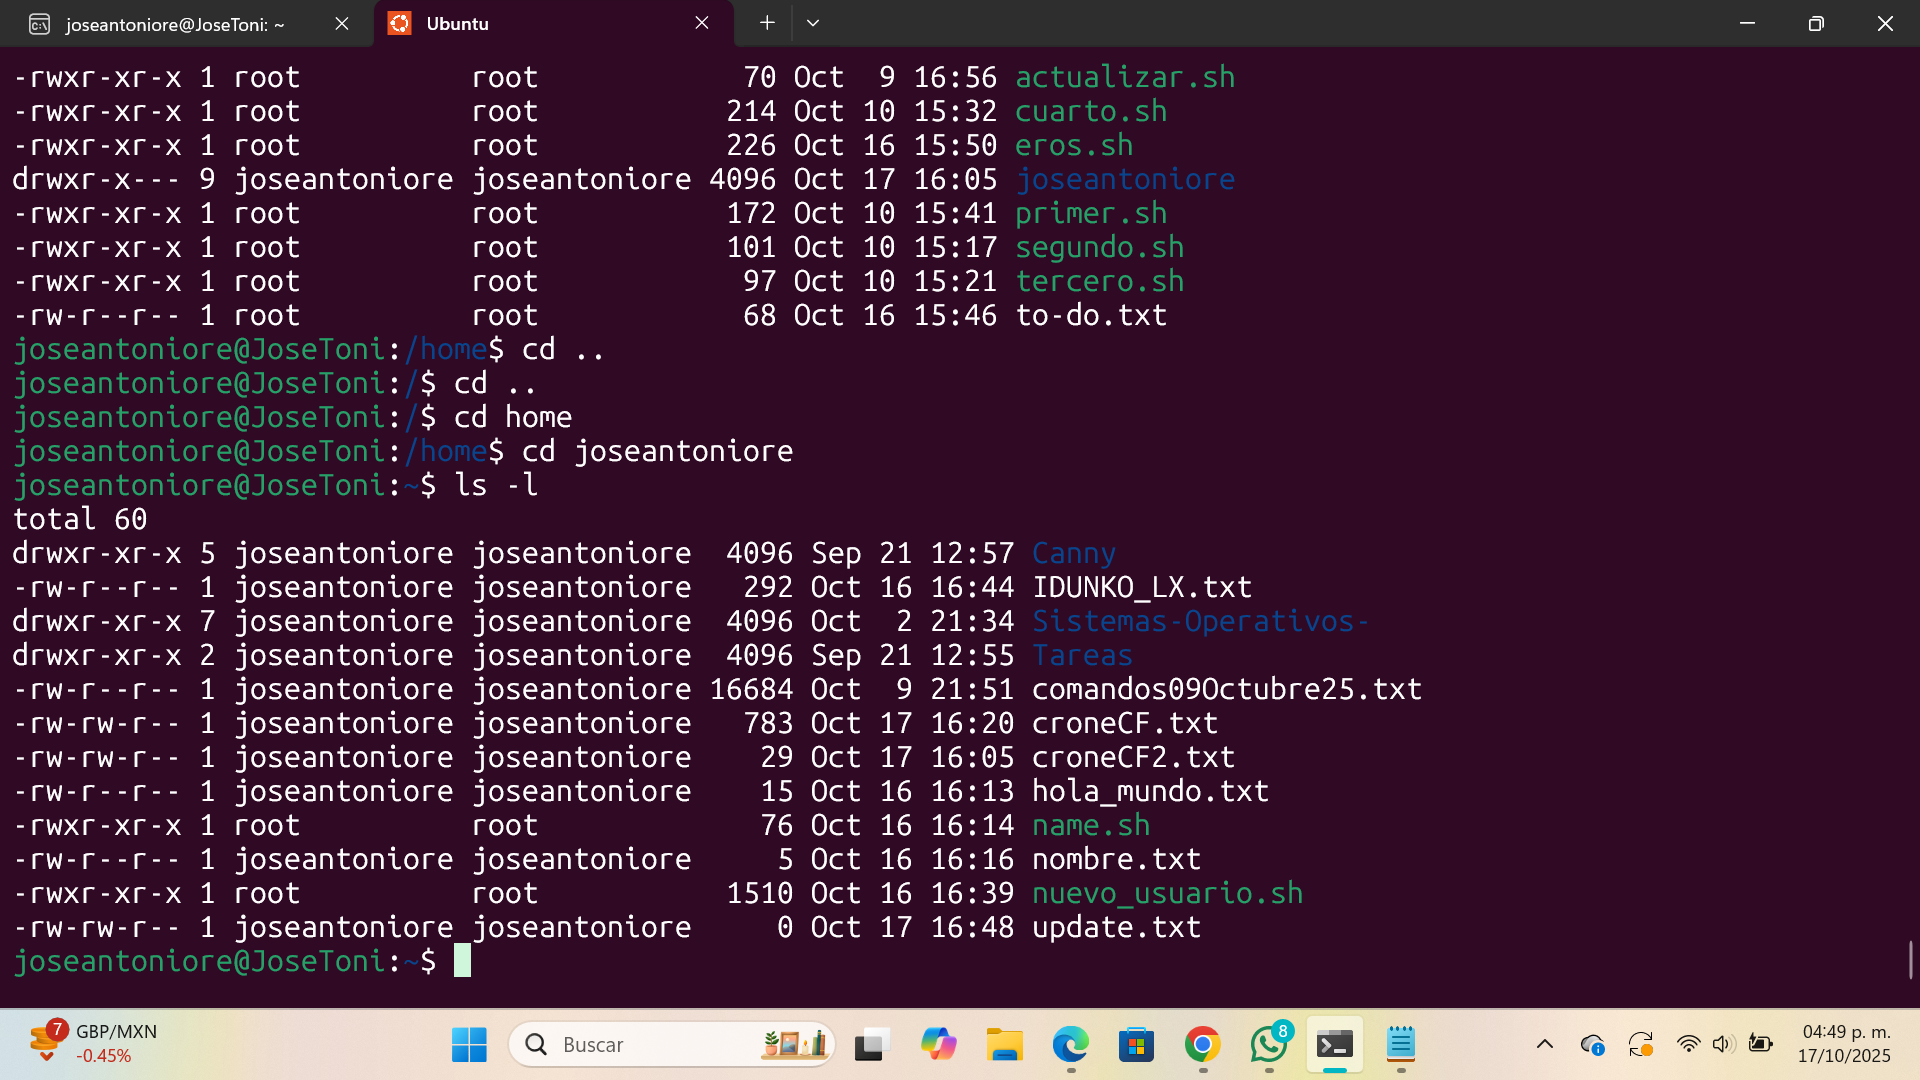 joseantoniore@JoseToni: ~
Ubuntu
-rwxr-xr-x 1 root          root            70 Oct  9 16:56 actualizar.sh
-rwxr-xr-x 1 root          root           214 Oct 10 15:32 cuarto.sh
-rwxr-xr-x 1 root          root           226 Oct 16 15:50 eros.sh
drwxr-x--- 9 joseantoniore joseantoniore 4096 Oct 17 16:05 joseantoniore
-rwxr-xr-x 1 root          root           172 Oct 10 15:41 primer.sh
-rwxr-xr-x 1 root          root           101 Oct 10 15:17 segundo.sh
-rwxr-xr-x 1 root          root            97 Oct 10 15:21 tercero.sh
-rw-r--r-- 1 root          root            68 Oct 16 15:46 to-do.txt
joseantoniore@JoseToni:/home$ cd ..
joseantoniore@JoseToni:/$ cd ..
joseantoniore@JoseToni:/$ cd home
joseantoniore@JoseToni:/home$ cd joseantoniore
joseantoniore@JoseToni:~$ ls -l
total 60
drwxr-xr-x 5 joseantoniore joseantoniore  4096 Sep 21 12:57 Canny
-rw-r--r-- 1 joseantoniore joseantoniore   292 Oct 16 16:44 IDUNKO_LX.txt
drwxr-xr-x 7 joseantoniore joseantoniore  4096 Oct  2 21:34 Sistemas-Operativos-
drwxr-xr-x 2 joseantoniore joseantoniore  4096 Sep 21 12:55 Tareas
-rw-r--r-- 1 joseantoniore joseantoniore 16684 Oct  9 21:51 comandos09Octubre25.txt
-rw-rw-r-- 1 joseantoniore joseantoniore   783 Oct 17 16:20 croneCF.txt
-rw-rw-r-- 1 joseantoniore joseantoniore    29 Oct 17 16:05 croneCF2.txt
-rw-r--r-- 1 joseantoniore joseantoniore    15 Oct 16 16:13 hola_mundo.txt
-rwxr-xr-x 1 root          root             76 Oct 16 16:14 name.sh
-rw-r--r-- 1 joseantoniore joseantoniore     5 Oct 16 16:16 nombre.txt
-rwxr-xr-x 1 root          root           1510 Oct 16 16:39 nuevo_usuario.sh
-rw-rw-r-- 1 joseantoniore joseantoniore     0 Oct 17 16:48 update.txt
joseantoniore@JoseToni:~$
7
GBP/MXN
-0.45%
Buscar
8
04:49 p. m.
17/10/2025